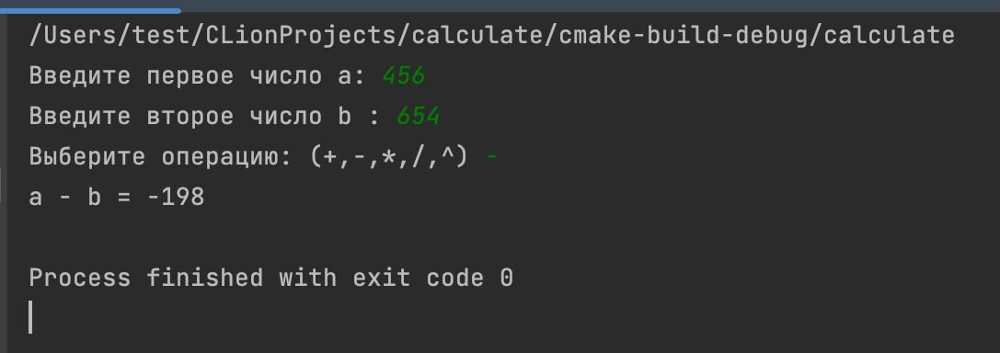 /Users/test/CLionProjects/calculate/cmake-build-debug/calculate
Введите первое число a: 456
Введите второе число b : 654
Выберите операцию: (+,-,*,/,^) -
a - b = -198
Process finished with exit code 0